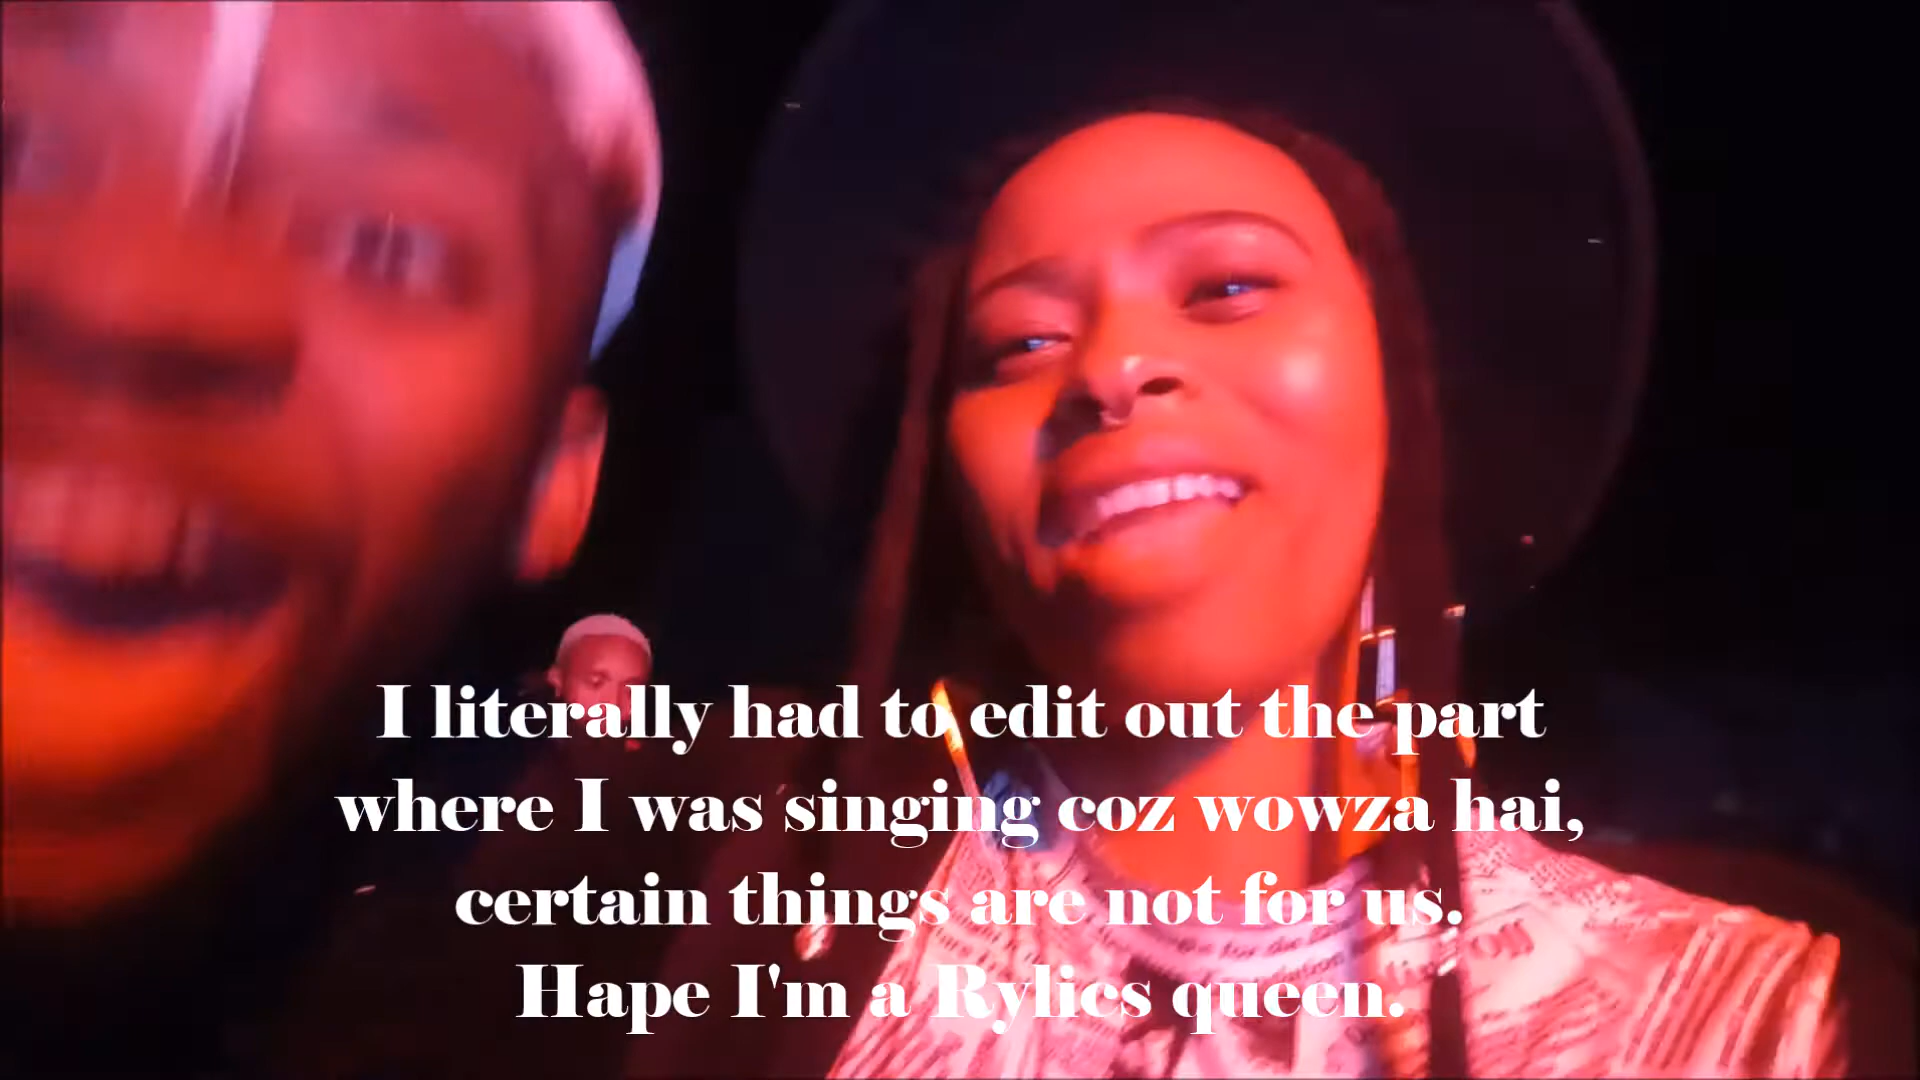 I literally had to edit out the part
where I was singing coz wowza hai,
certain things are not for us.
Hape I'm a Rylics queen.